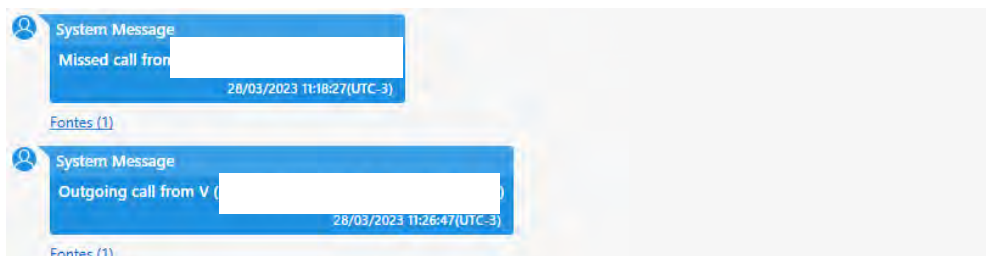 System Message
Missed call from
28/03/2023 11:18:27(UTC-3)
Fontes (1)
System Message
Outgoing call from V (
)
28/03/2023 11:26:47(UTC-3)
Fontes (1)